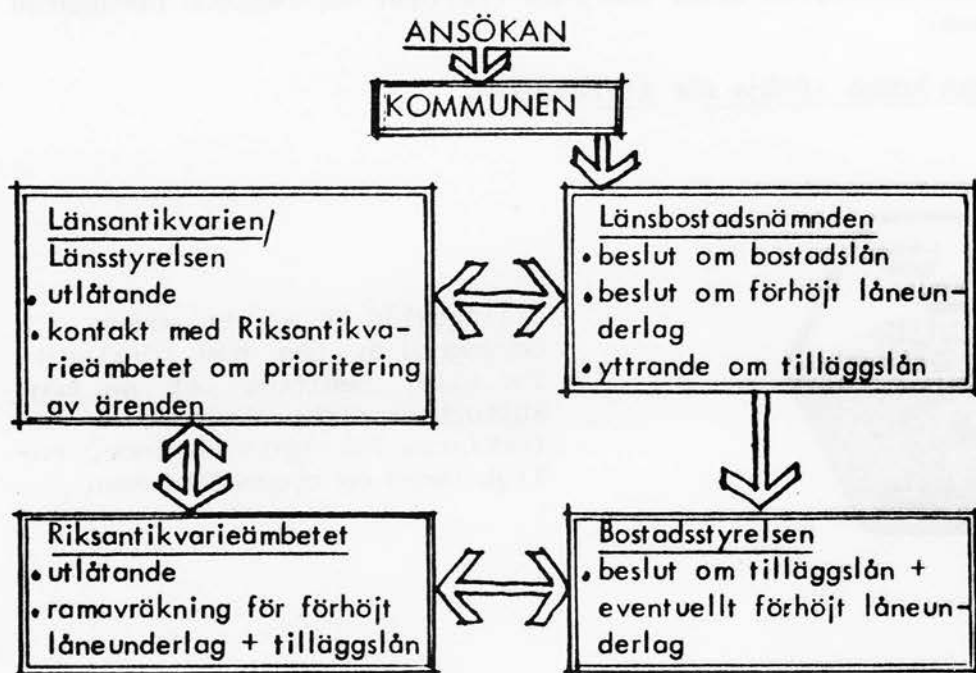 ANSÖKAN
KOMMUNEN
Länsantikvarien/
Länsstyrelsen
• utlåtande
• kontakt med Riksantikva-
rieämbetet om prioritering
av ärenden
Länsbostadsnämnden
• beslut om bostadslån
• beslut om förhöjt låneun-
derlag
• yttrande om tilläggslån
Riksantikvarieämbetet
• utlåtande
• ramavräkning för förhöjt
låneunderlag + tilläggslån
Bostadsstyrelsen
• beslut om tilläggslån +
eventuellt förhöjt låneun-
derlag